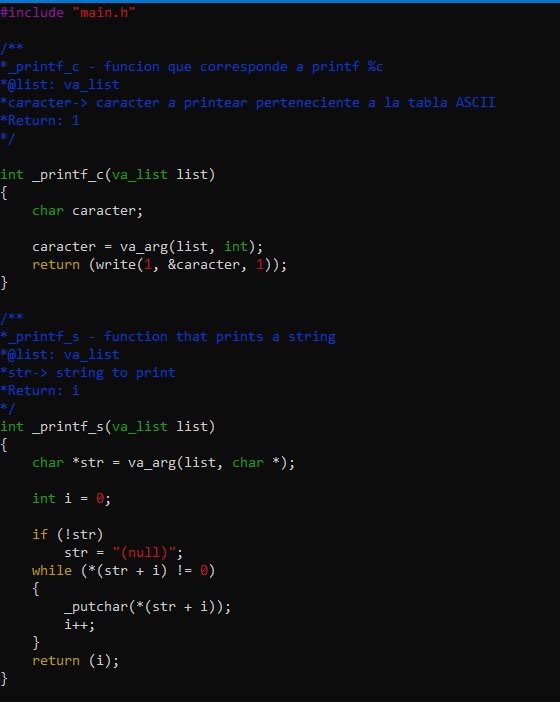 #include "main.h"

/**
*_printf_c - funcion que corresponde a printf %c
*@list: va_list
*caracter-> caracter a printear perteneciente a la tabla ASCII
*Return: 1
*/

int _printf_c(va_list list)
{
    char caracter;

    caracter = va_arg(list, int);
    return (write(1, &caracter, 1));
}

/**
*_printf_s - function that prints a string
*@list: va_list
*str-> string to print
*Return: i
*/
int _printf_s(va_list list)
{
    char *str = va_arg(list, char *);

    int i = 0;

    if (!str)
        str = "(null)";
    while (*(str + i) != 0)
    {
        _putchar(*(str + i));
        i++;
    }
    return (i);
}